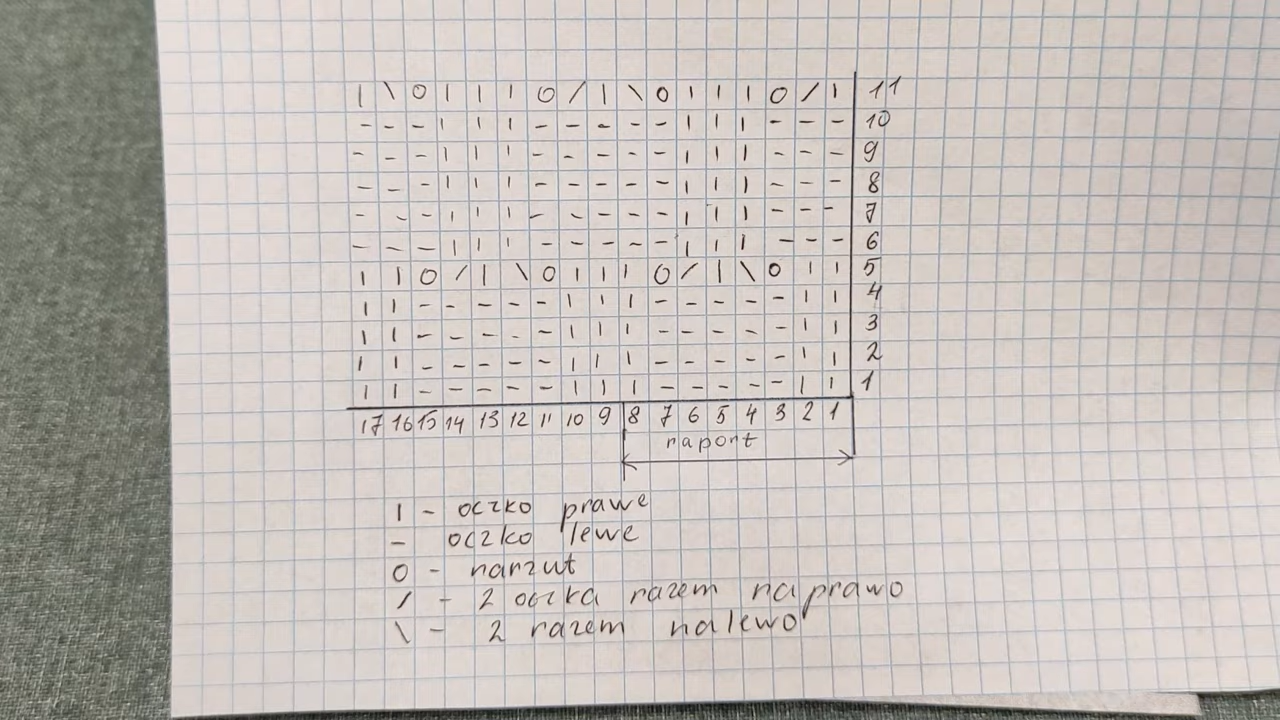 | \ 0 | | | 0 / | \ 0 | | | 0 / | 11
- - - | | | - - - - - | | | - - - 10
- - - | | | - - - - - | | | - - - 9
- - - | | | - - - - - | | | - - - 8
- - - | | | - - - - - | | | - - - 7
- - - | | | - - - - - | | | - - - 6
| | 0 / | \ 0 | | | 0 / | \ 0 | | 5
| | - - - - - | | | - - - - - | | 4
| | - - - - - | | | - - - - - | | 3
| | - - - - - | | | - - - - - | | 2
| | - - - - - | | | - - - - - | | 1
17 16 15 14 13 12 11 10 9 8 7 6 5 4 3 2 1
raport
| - oczko prawe
- oczko lewe
0 - narzut
/ - 2 oczka razem na prawo
\ - 2 razem na lewo